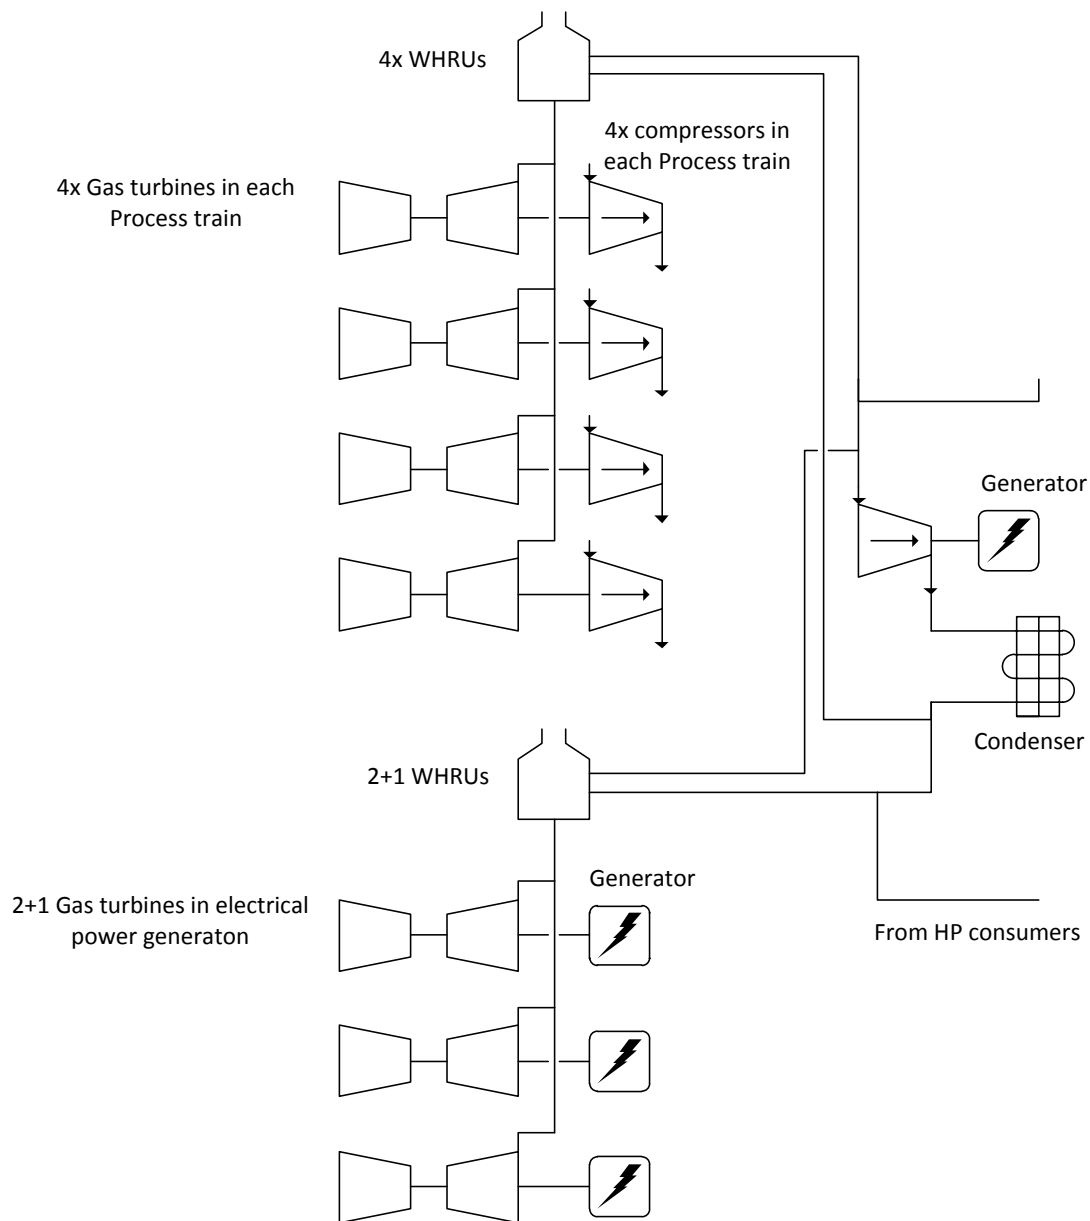 4x WHRUs
4x compressors in
each Process train
4x Gas turbines in each
Process train
Generator
Condenser
2+1 WHRUs
Generator
2+1 Gas turbines in electrical
power generaton
From HP consumers